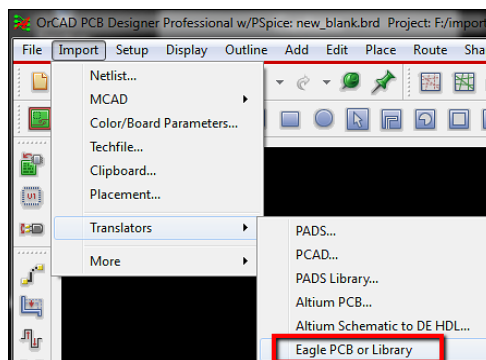 OrCAD PCB Designer Professional w/PSpice: new_blank.brd Project: F:/import
File Import Setup Display Outline Add Edit Place Route Sha
Netlist...
MCAD
Color/Board Parameters...
Techfile...
Clipboard...
Placement...
Translators
More
PADS...
PCAD...
PADS Library...
Altium PCB...
Altium Schematic to DE HDL...
Eagle PCB or Library
U1